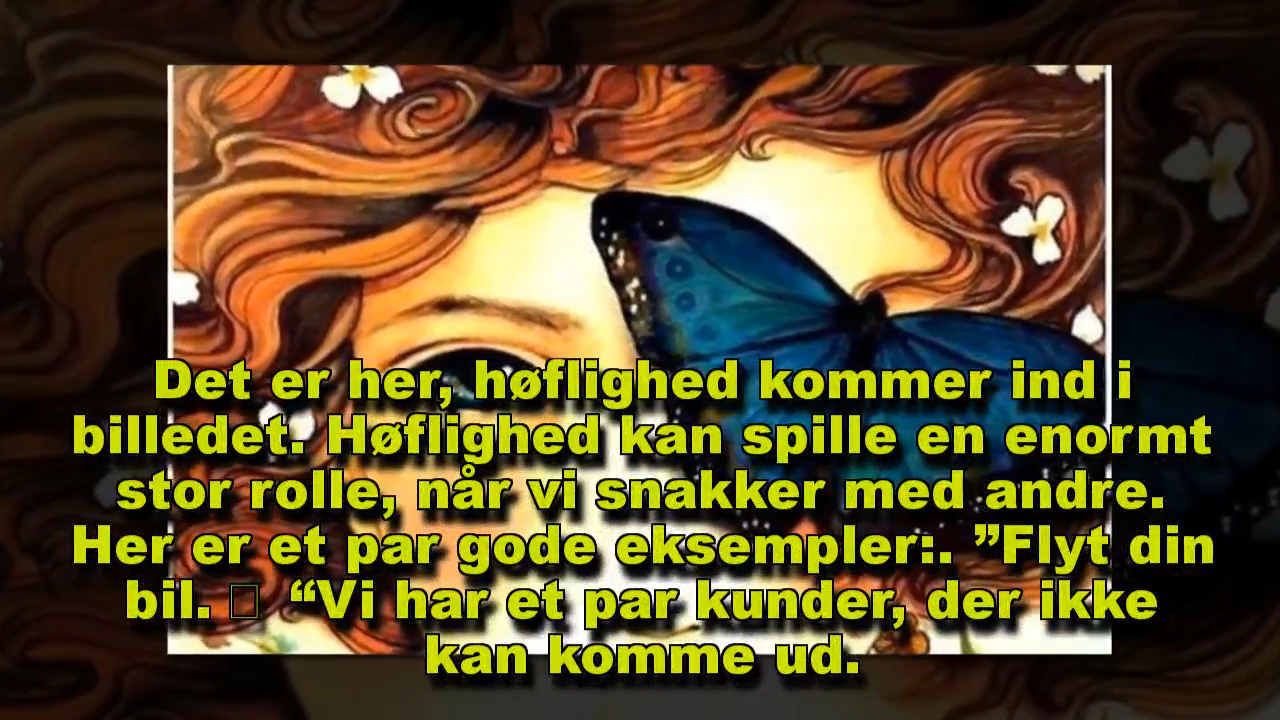 Det er her, høflighed kommer ind i
billedet. Høflighed kan spille en enormt
stor rolle, når vi snakker med andre.
Her er et par gode eksempler:. ”Flyt din
bil. □ “Vi har et par kunder, der ikke
kan komme ud.